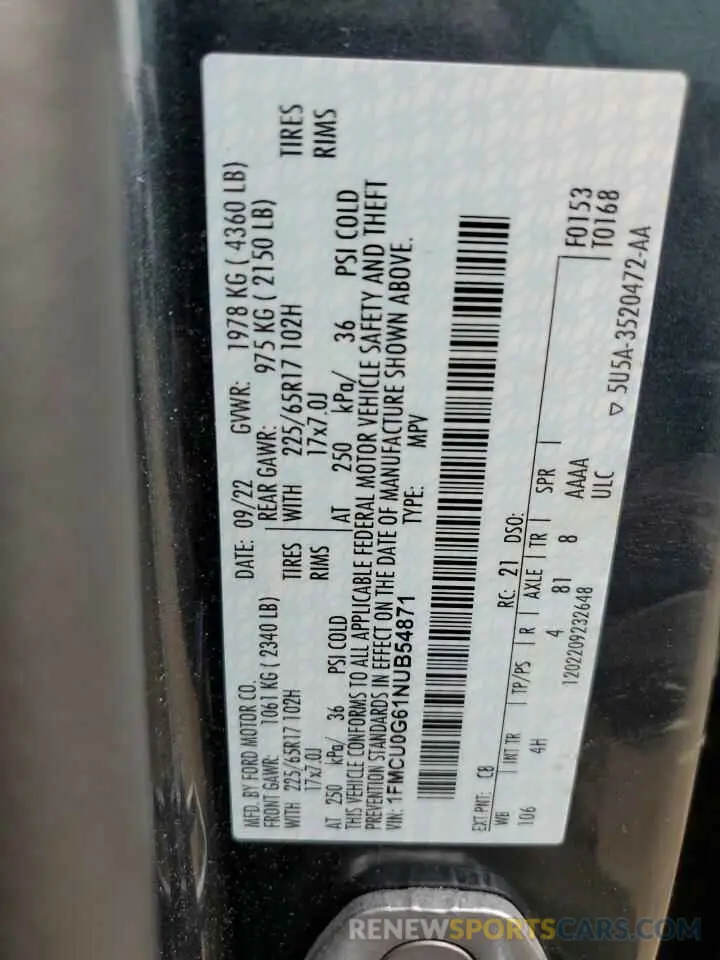 MFD. BY FORD MOTOR CO.
DATE: 09/22 GVWR: 1978 KG ( 4360 LB)
FRONT GAWR: 1061 KG ( 2340 LB) REAR GAWR: 975 KG ( 2150 LB)
WITH 225/65R17 102H TIRES WITH 225/65R17 102H TIRES
17x7.0J RIMS 17x7.0J RIMS
AT 250 kPa/ 36 PSI COLD AT 250 kPa/ 36 PSI COLD
THIS VEHICLE CONFORMS TO ALL APPLICABLE FEDERAL MOTOR VEHICLE SAFETY AND THEFT
PREVENTION STANDARDS IN EFFECT ON THE DATE OF MANUFACTURE SHOWN ABOVE.
VIN: 1FMCU0G61NUB54871 TYPE: MPV
EXT.PNT: C8 RC: 21 DSO:
WB INT TR TP/PS R AXLE TR SPR
106 4H 4 81 8 AAAA
ULC
1202209232648
F0153
T0168
5U5A-3520472-AA
RENEWSPORTSCARS.COM